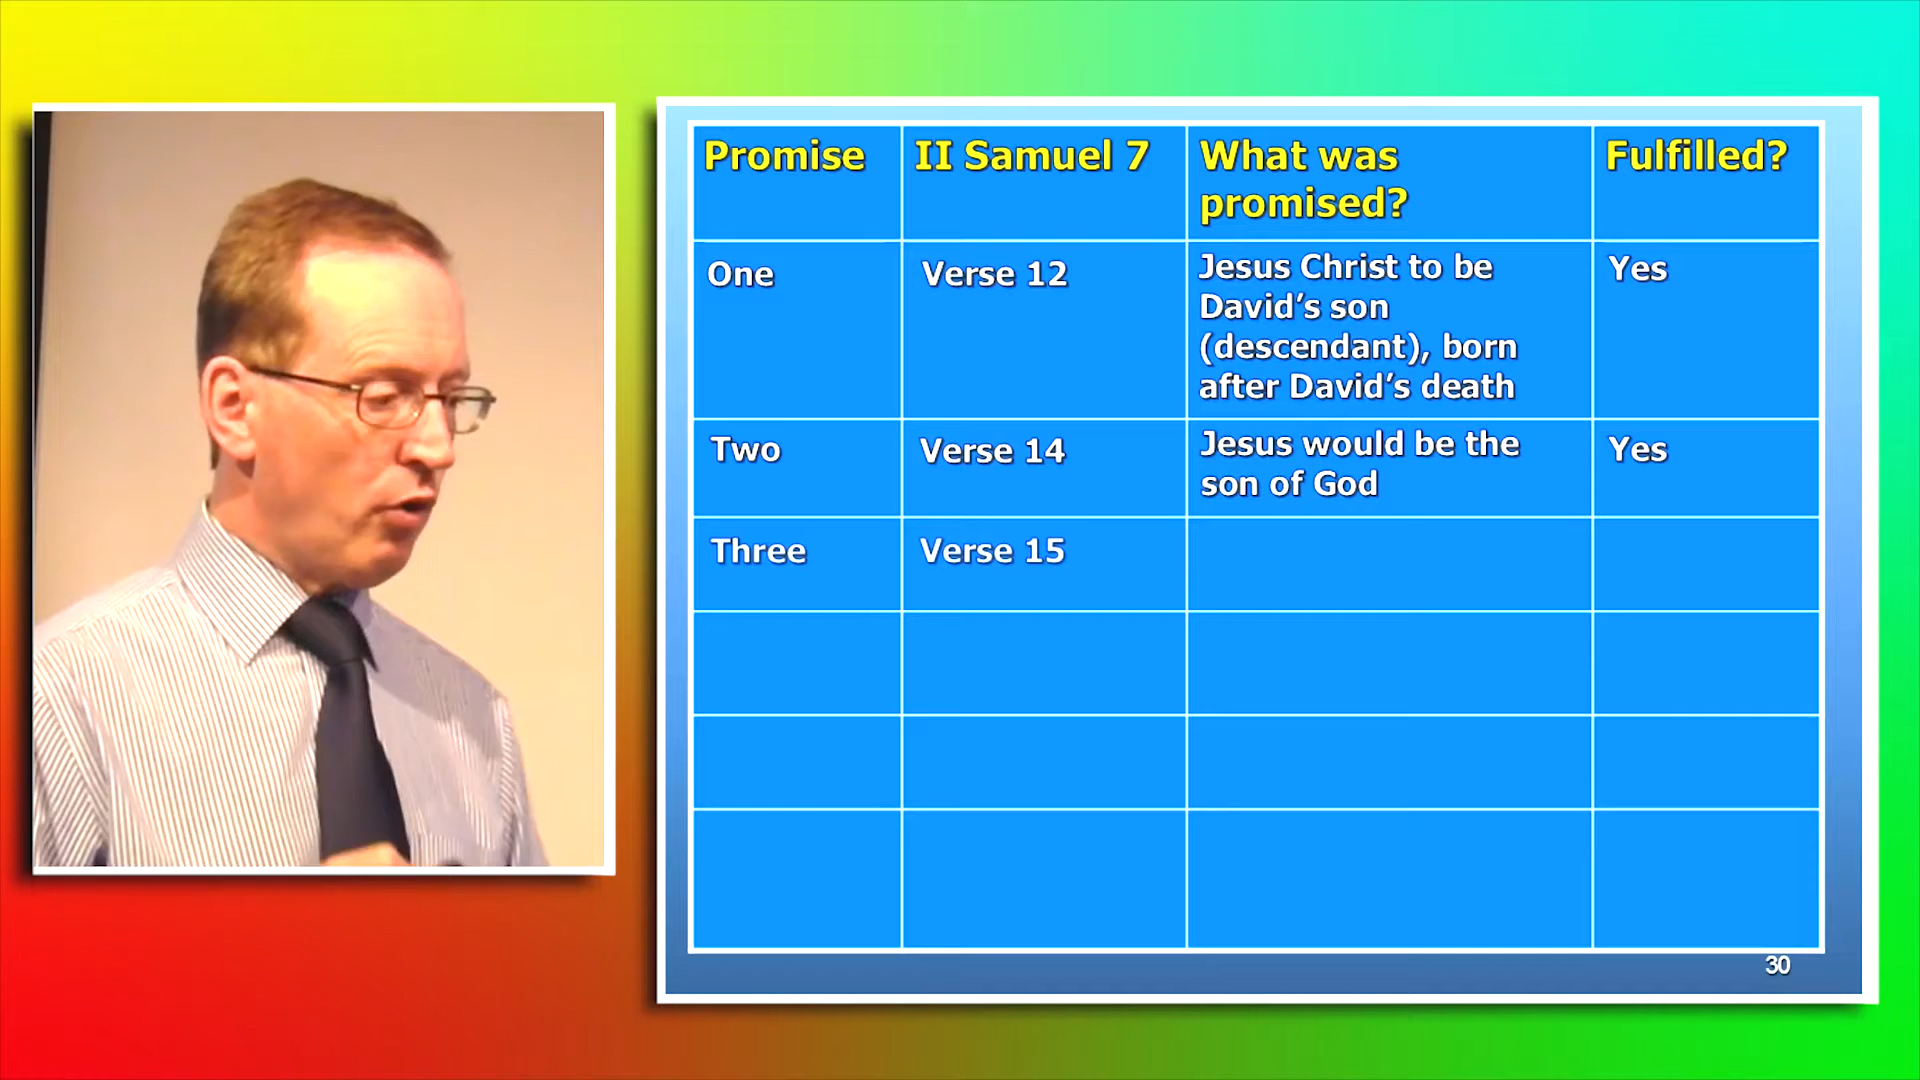 Promise II Samuel 7 What was Fulfilled?
promised?
One Verse 12 Jesus Christ to be Yes
David’s son
(descendant), born
after David’s death
Two Verse 14 Jesus would be the Yes
son of God
Three Verse 15
30